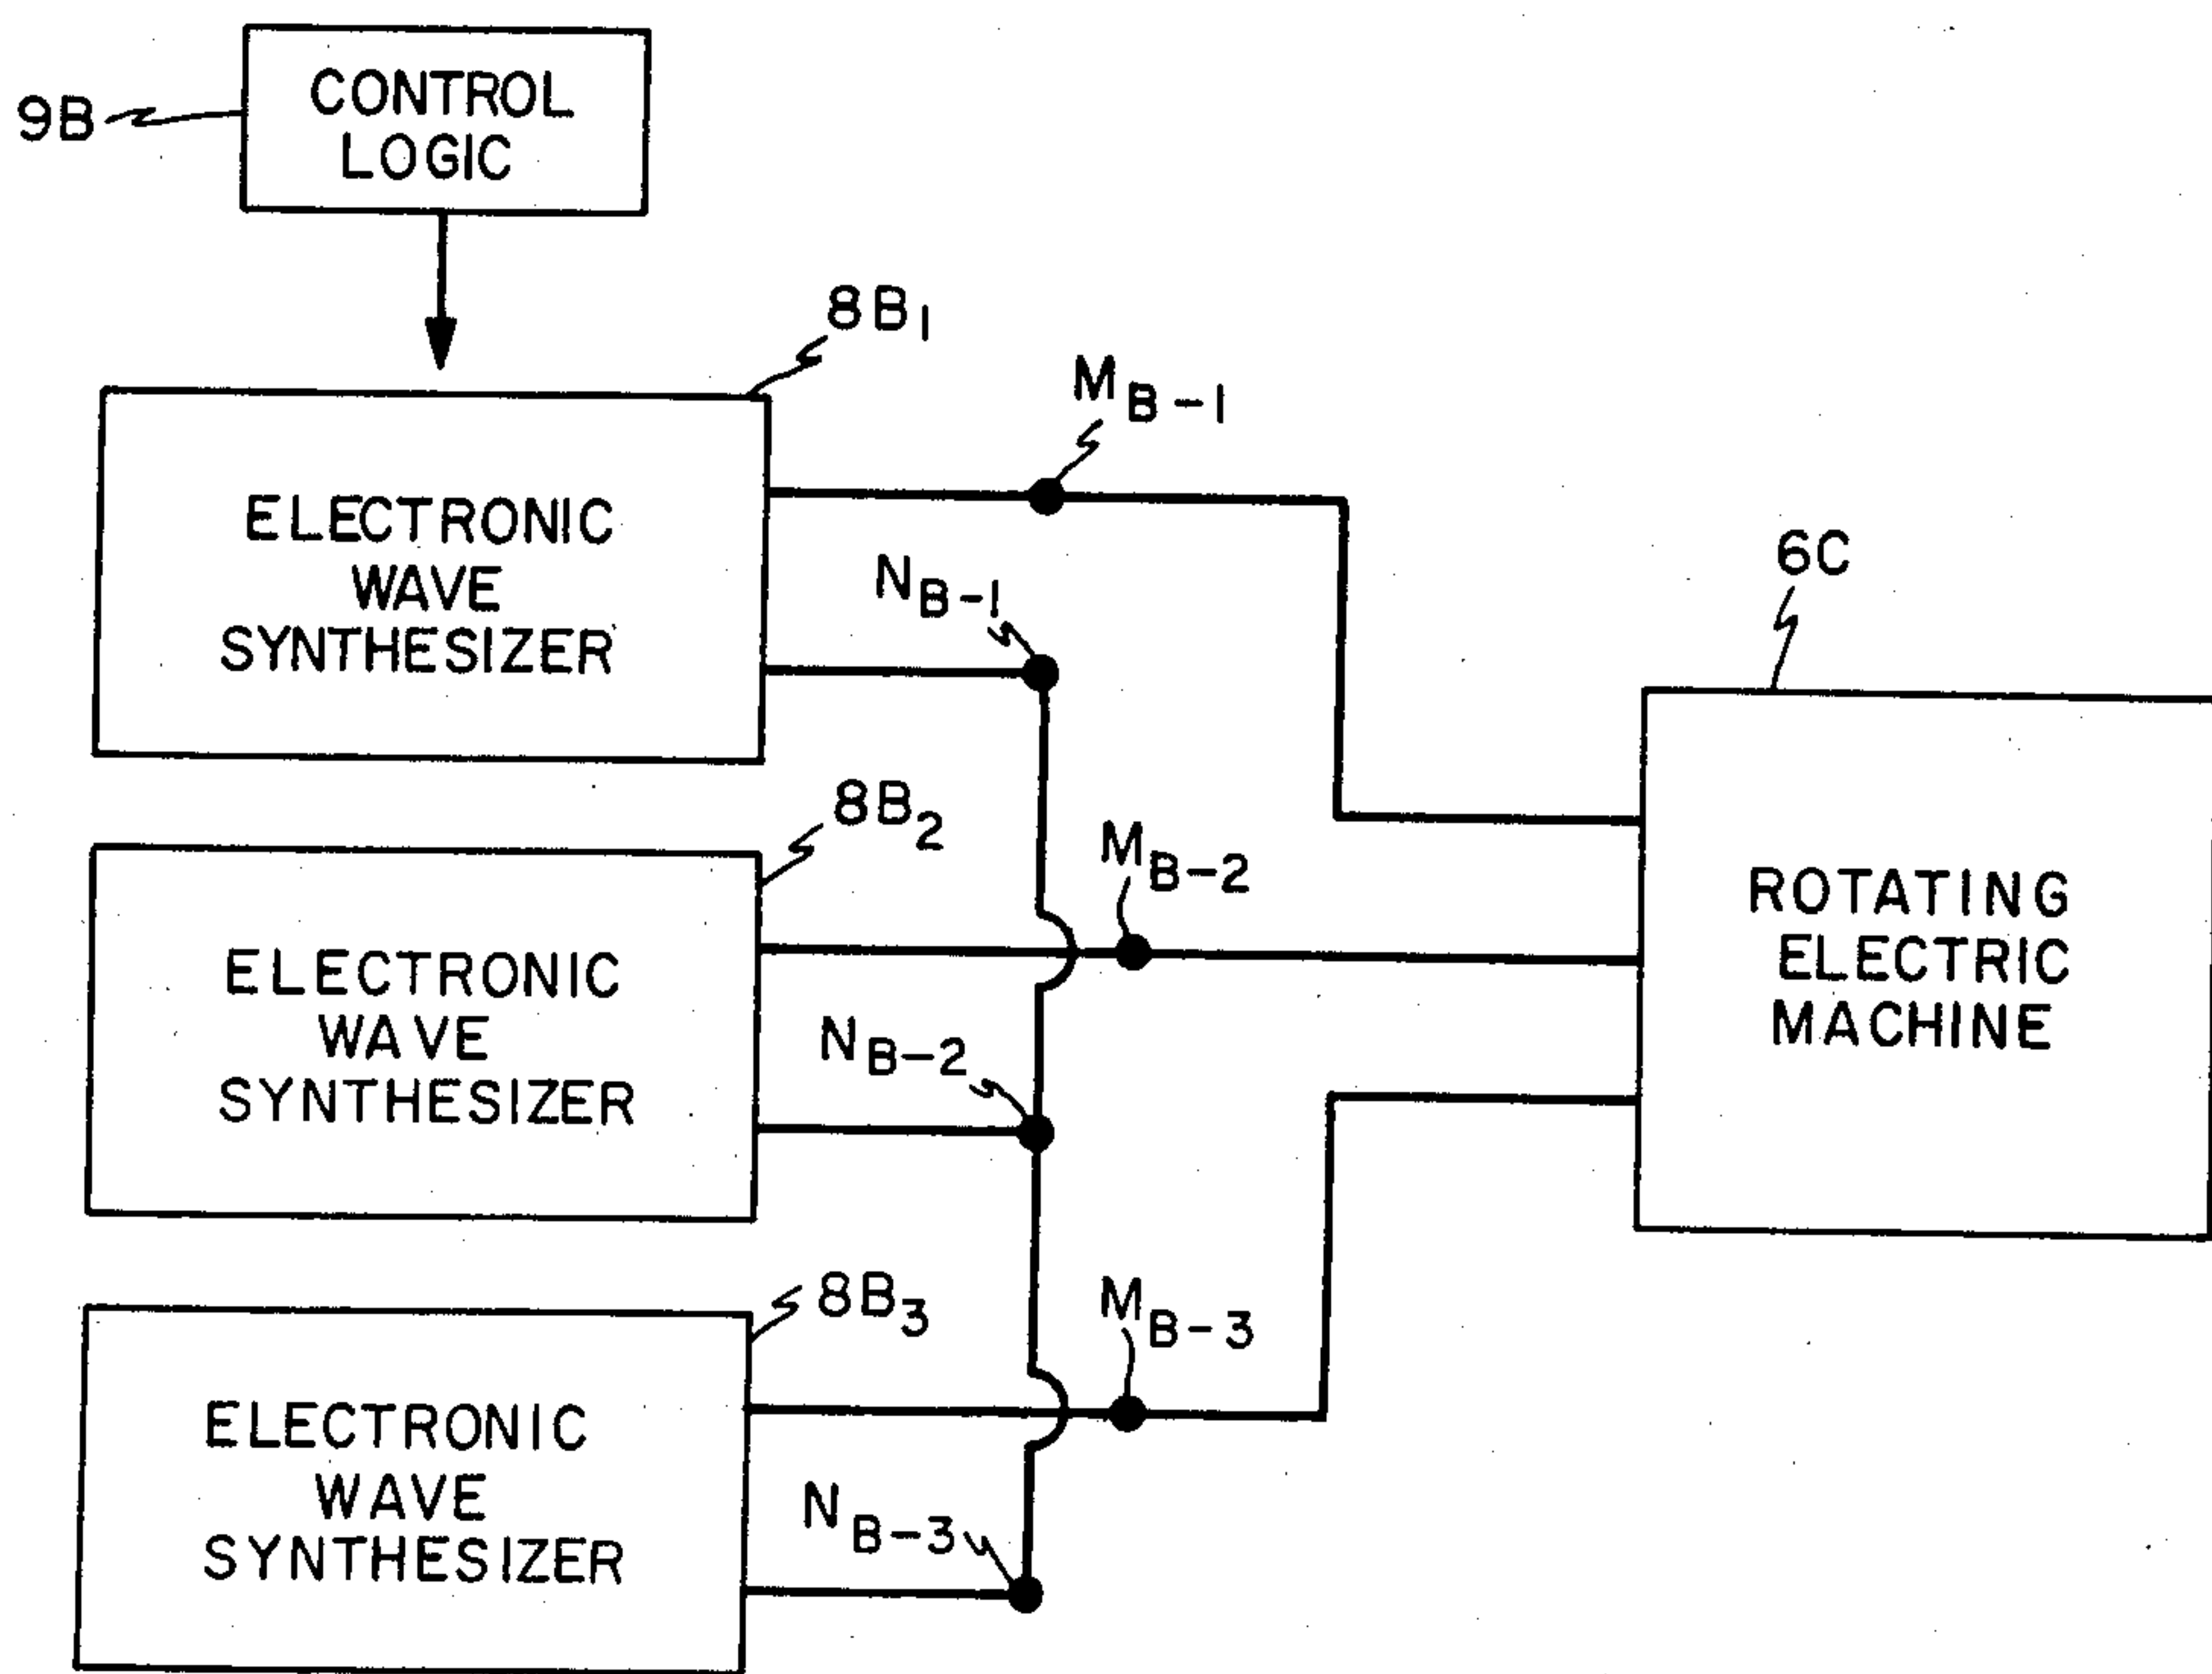 CONTROL
LOGIC
9B
8B1
MB-1
ELECTRONIC
WAVE
SYNTHESIZER
NB-1
6C
8B2
MB-2
ELECTRONIC
WAVE
SYNTHESIZER
NB-2
ROTATING
ELECTRIC
MACHINE
8B3
MB-3
ELECTRONIC
WAVE
SYNTHESIZER
NB-3